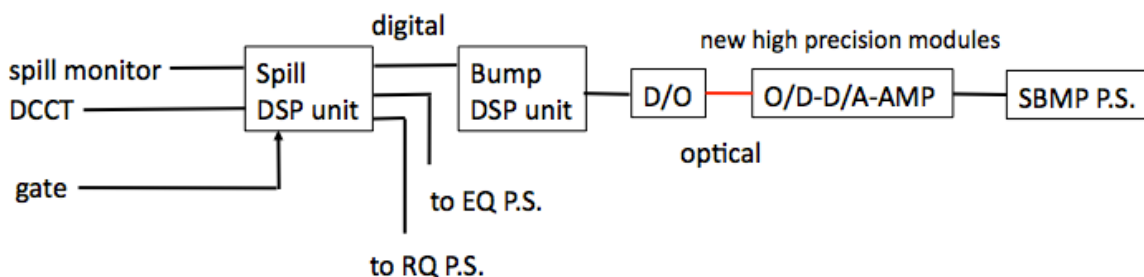 digital
new high precision modules
spill monitor
DCCT
gate
Spill
DSP unit
Bump
DSP unit
D/O
O/D-D/A-AMP
SBMP P.S.
optical
to EQ P.S.
to RQ P.S.